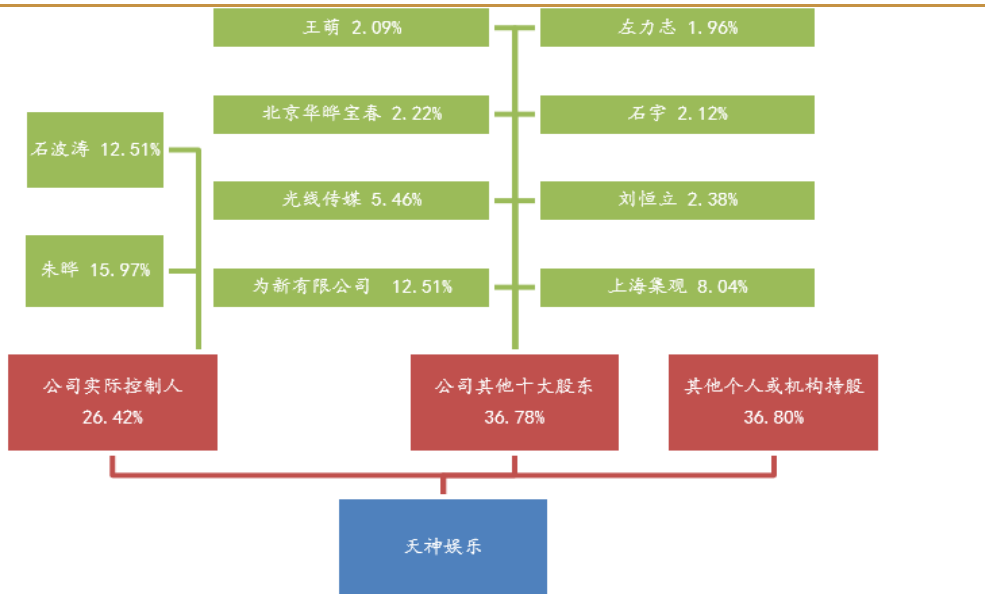 王萌 2.09%
左力志 1.96%
北京华晔宝春 2.22%
石宇 2.12%
石波涛 12.51%
光线传媒 5.46%
刘恒立 2.38%
朱晔 15.97%
为新有限公司 12.51%
上海集观 8.04%
公司实际控制人
26.42%
公司其他十大股东
36.78%
其他个人或机构持股
36.80%
天神娱乐